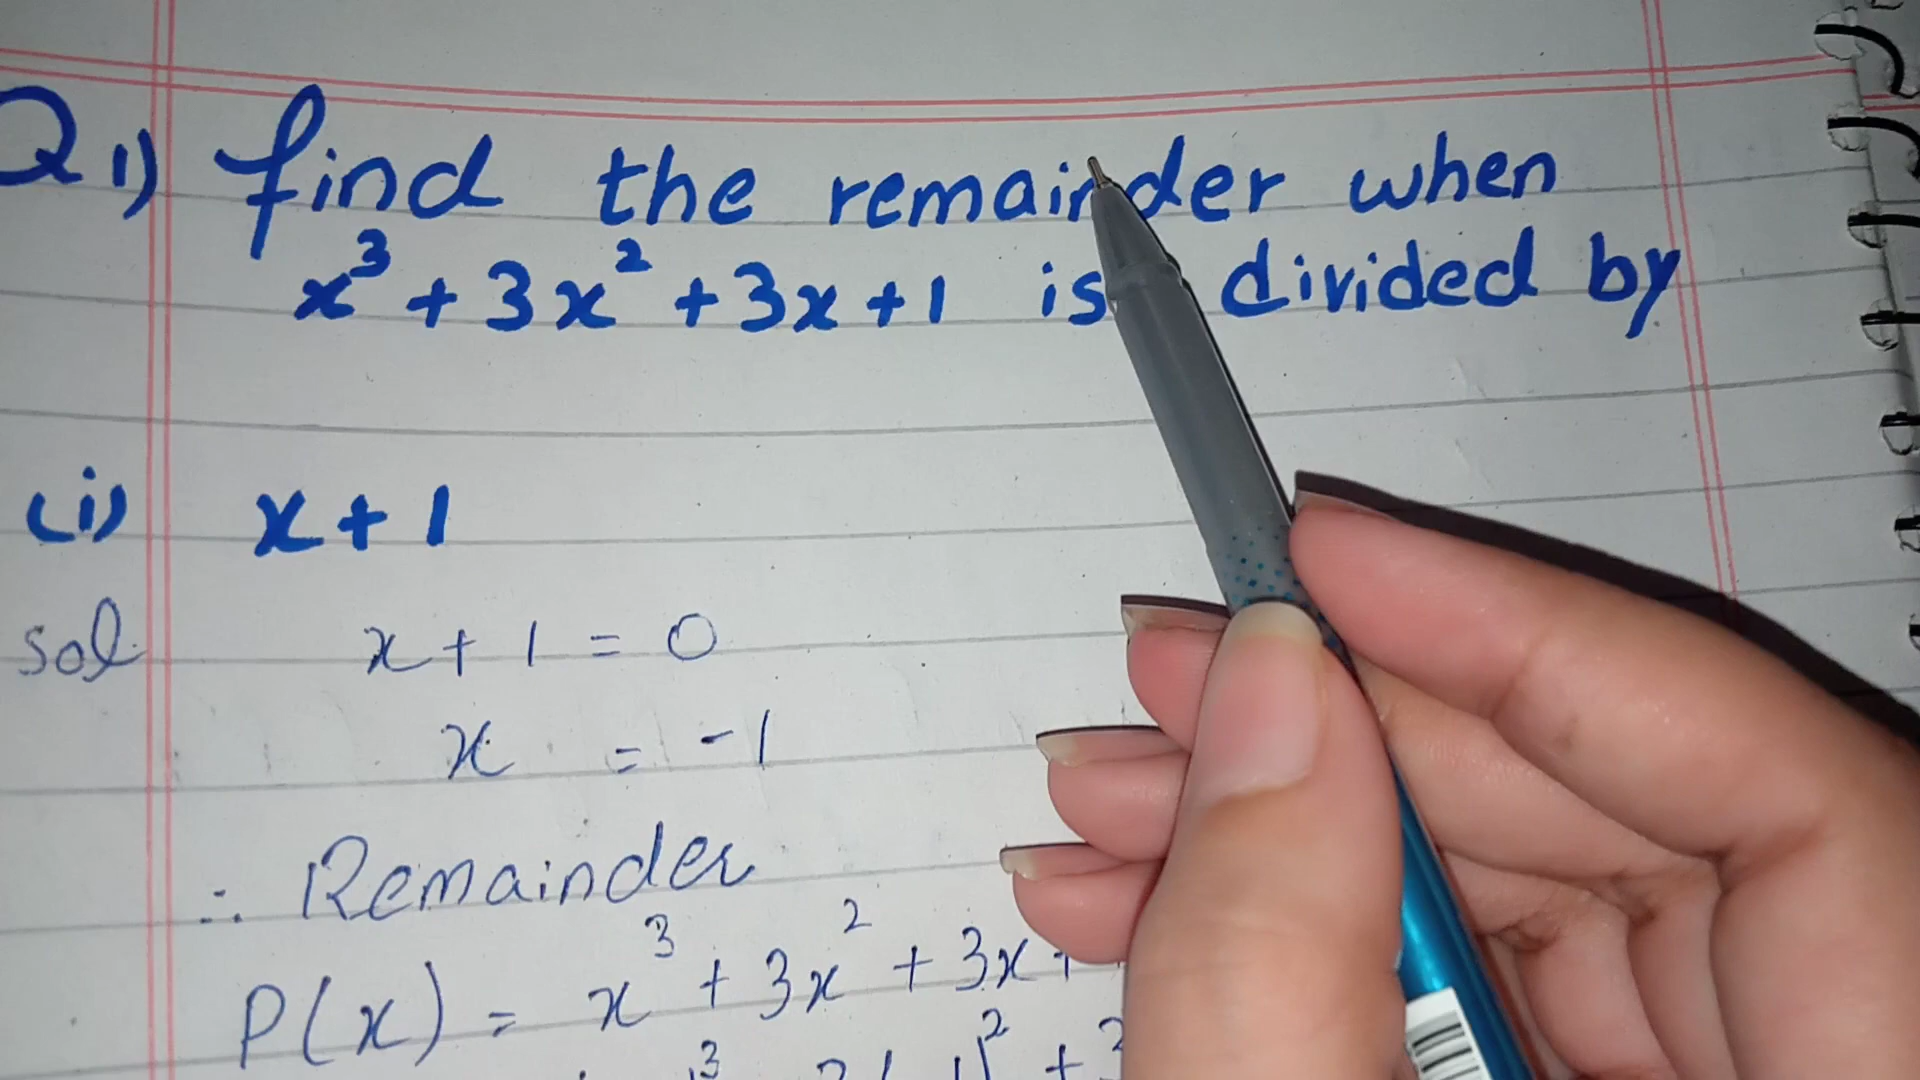 Q1) find the remainder when
x³ + 3x² + 3x + 1 is divided by
(i) x + 1
sol x + 1 = 0
x = -1
∴ Remainder
P(x) = x³ + 3x² + 3x +